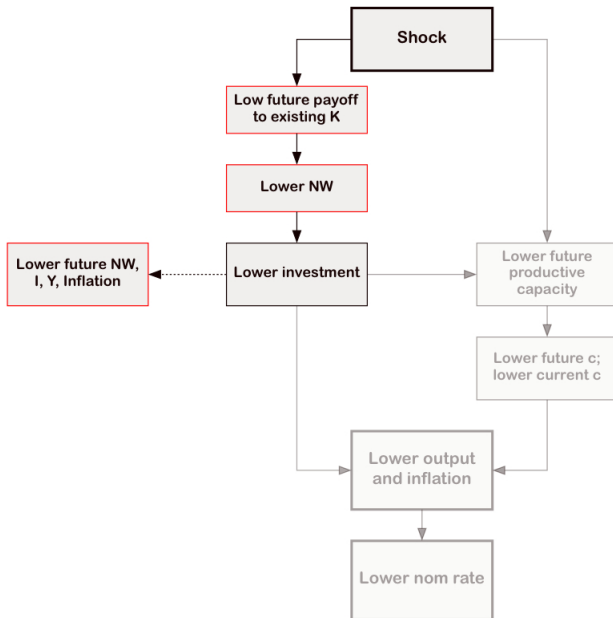 Shock
Low future payoff
to existing K
Lower NW
Lower future NW,
I, Y, Inflation
Lower investment
Lower future
productive
capacity
Lower future c;
lower current c
Lower output
and inflation
Lower nom rate